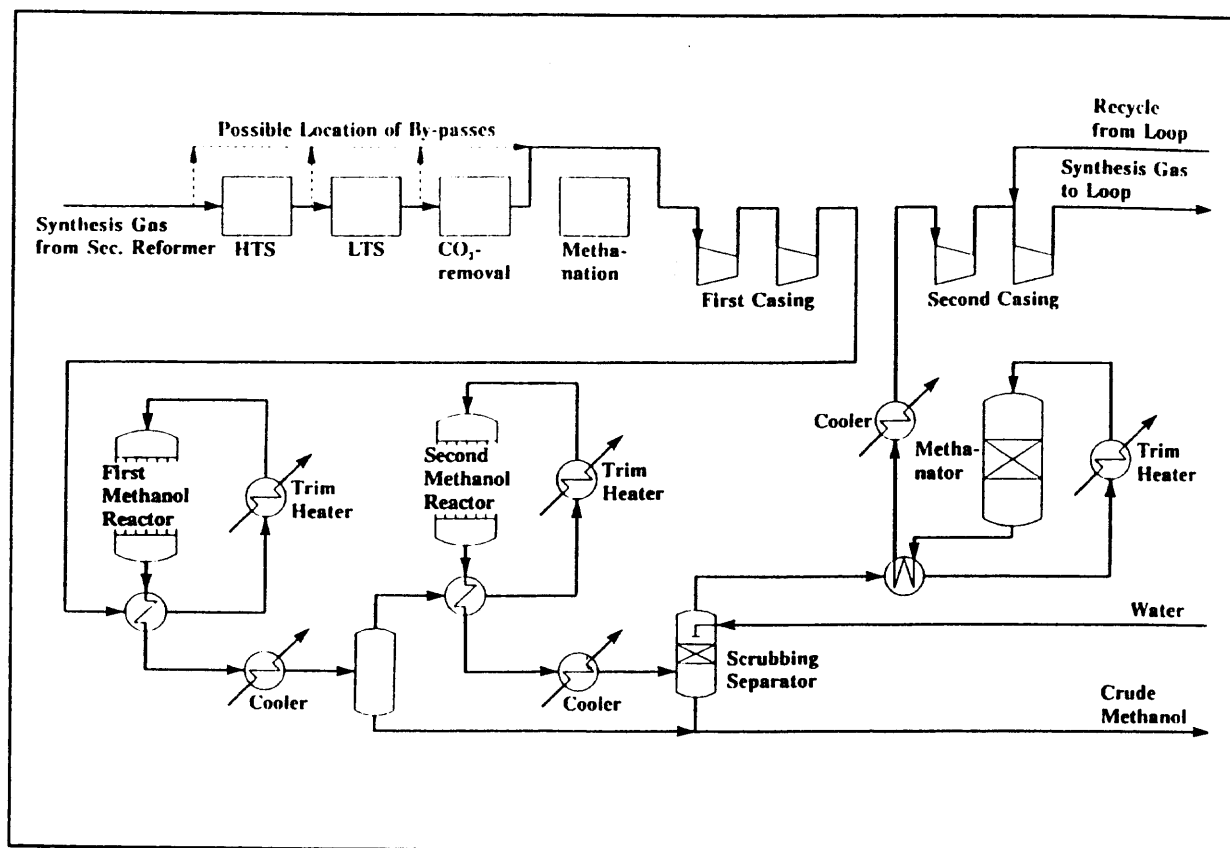 Possible Location of By-passes
Recycle
from Loop
Synthesis Gas
to Loop
Synthesis Gas
from Sec. Reformer
HTS
LTS
CO₂-
removal
Metha-
nation
First Casing
Second Casing
First
Methanol
Reactor
Trim
Heater
Second
Methanol
Reactor
Trim
Heater
Cooler
Metha-
nator
Trim
Heater
Water
Cooler
Cooler
Scrubbing
Separator
Crude
Methanol